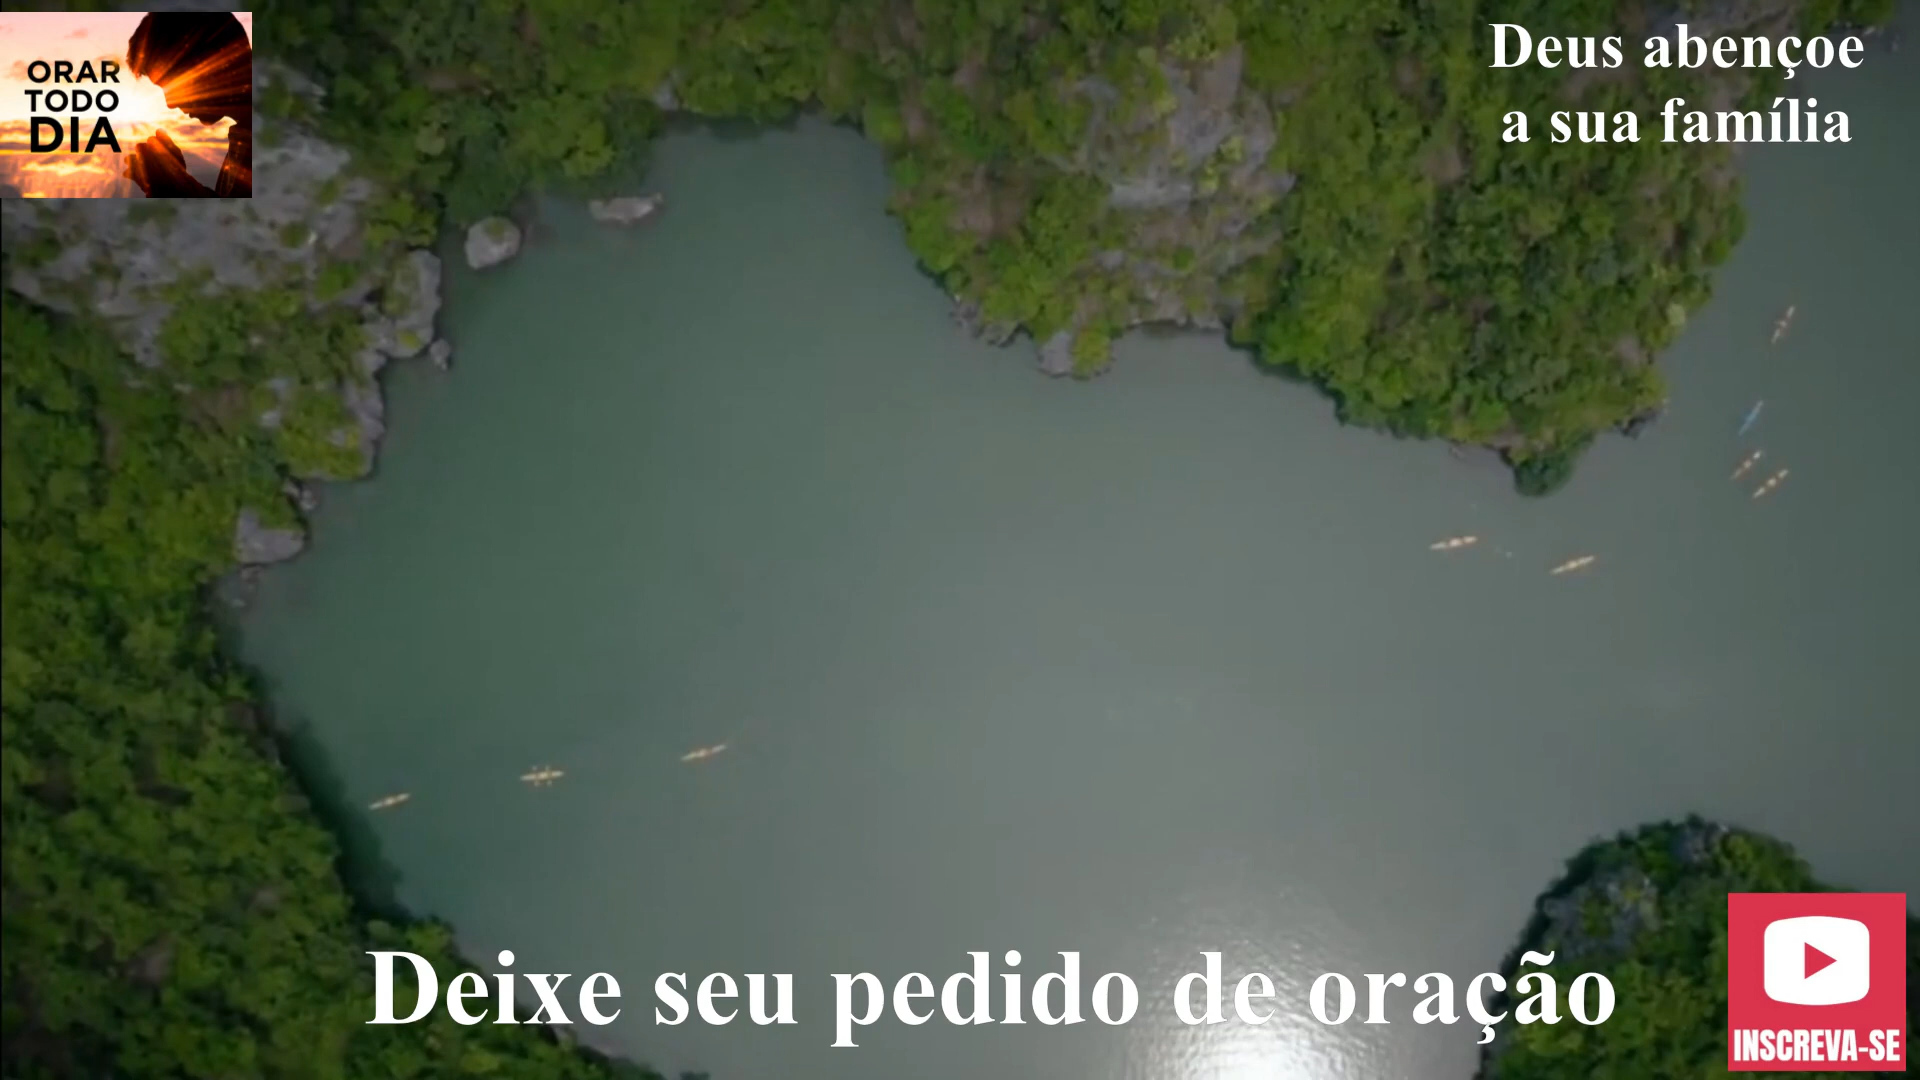 ORAR
TODO
DIA
Deus abençoe
a sua família
Deixe seu pedido de oração
INSCREVA-SE